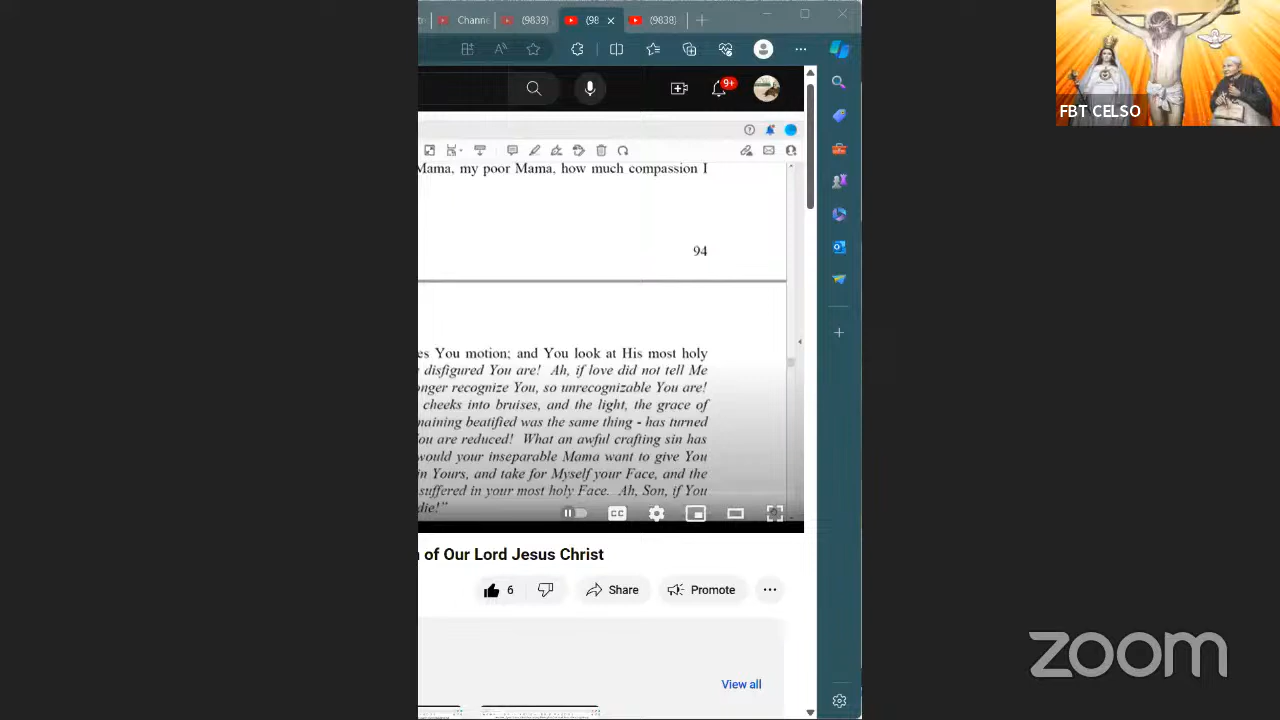 Channe
(9839)
(98
(9838)
9+
FBT CELSO
Mama, my poor Mama, how much compassion I
94
es You motion; and You look at His most holy
disfigured You are! Ah, if love did not tell Me
nger recognize You, so unrecognizable You are!
cheeks into bruises, and the light, the grace of
maining beatified was the same thing - has turned
ou are reduced! What an awful crafting sin has
would your inseparable Mama want to give You
in Yours, and take for Myself your Face, and the
suffered in your most holy Face. Ah, Son, if You
die!"
CC
of Our Lord Jesus Christ
6
Share
Promote
View all
zoom